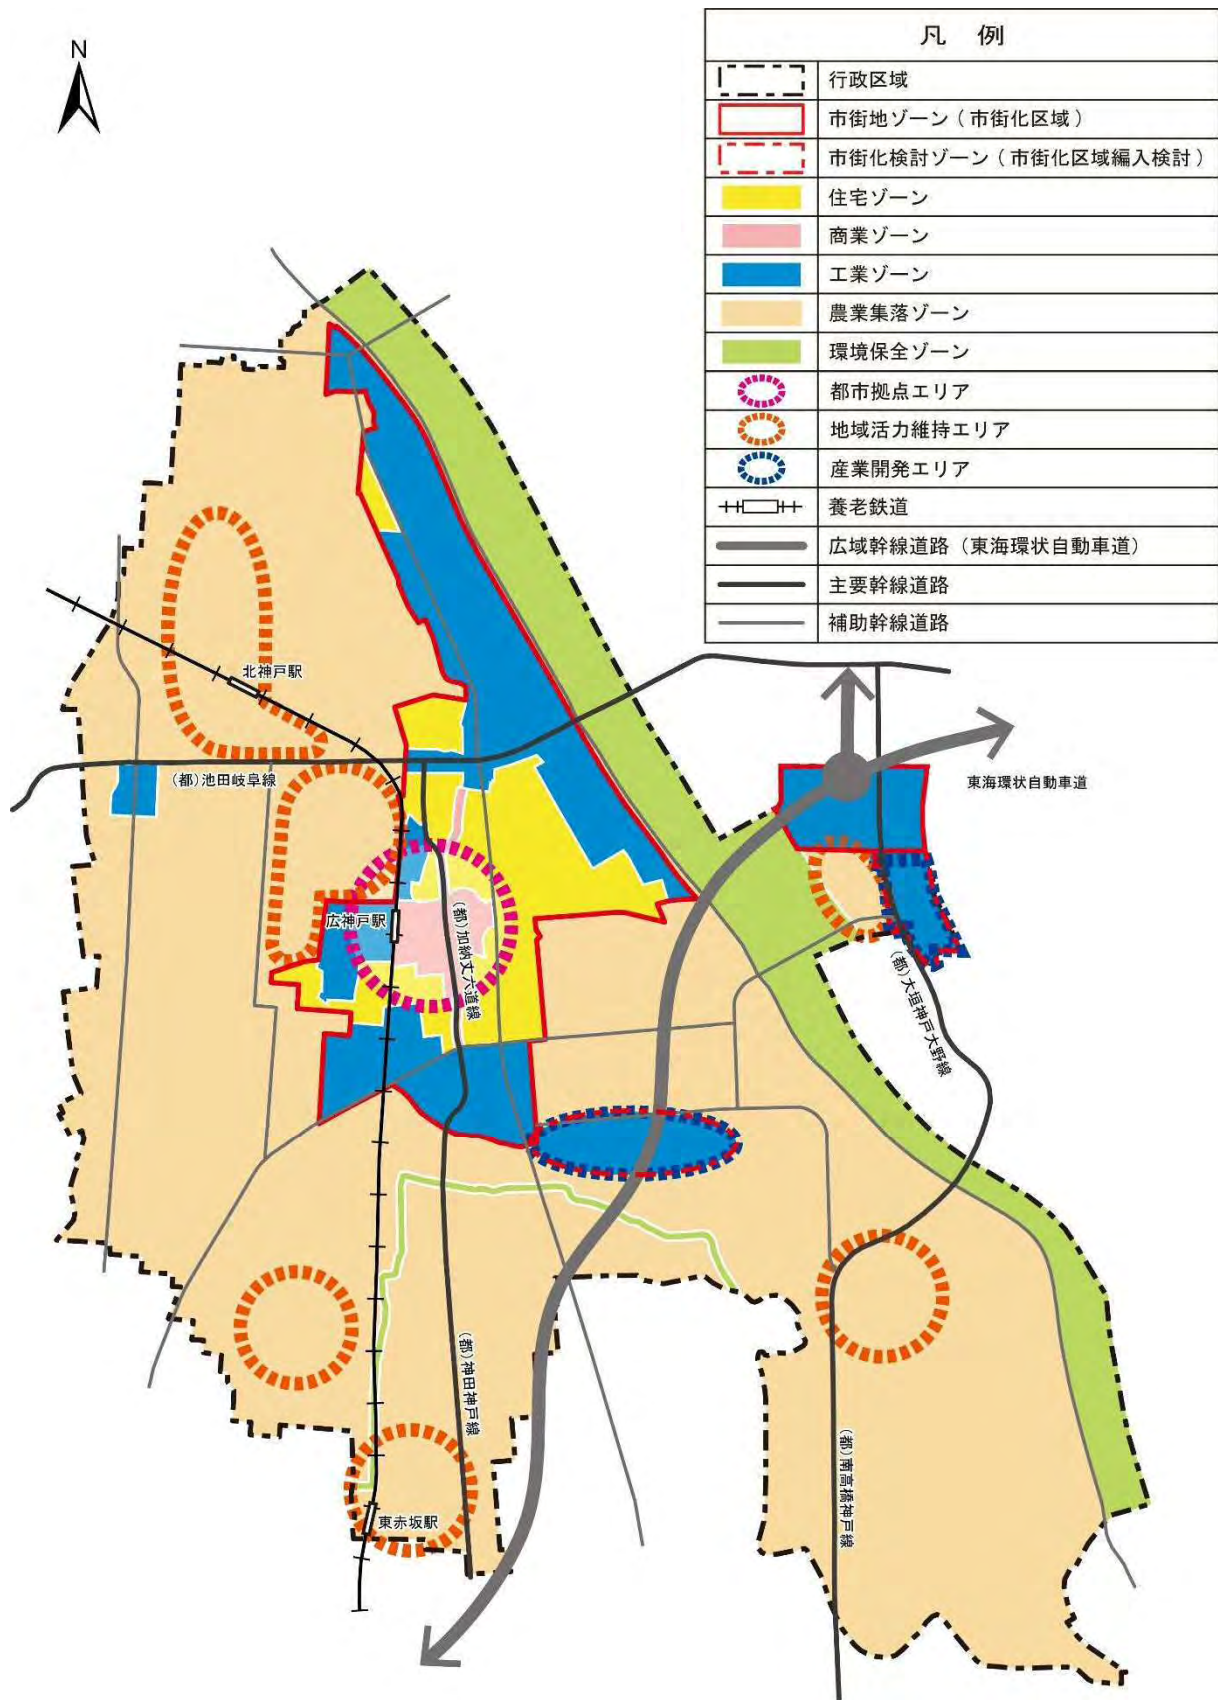 N
凡 例
行政区域
市街地ゾーン（市街化区域）
市街化検討ゾーン（市街化区域編入検討）
住宅ゾーン
商業ゾーン
工業ゾーン
農業集落ゾーン
環境保全ゾーン
都市拠点エリア
地域活力維持エリア
産業開発エリア
養老鉄道
広域幹線道路（東海環状自動車道）
主要幹線道路
補助幹線道路
北神戸駅
(都)池田岐阜線
東海環状自動車道
広神戸駅
(都)加納丈六道線
(都)大垣神戸大野線
(都)神田神戸線
(都)南高橋神戸線
東赤坂駅